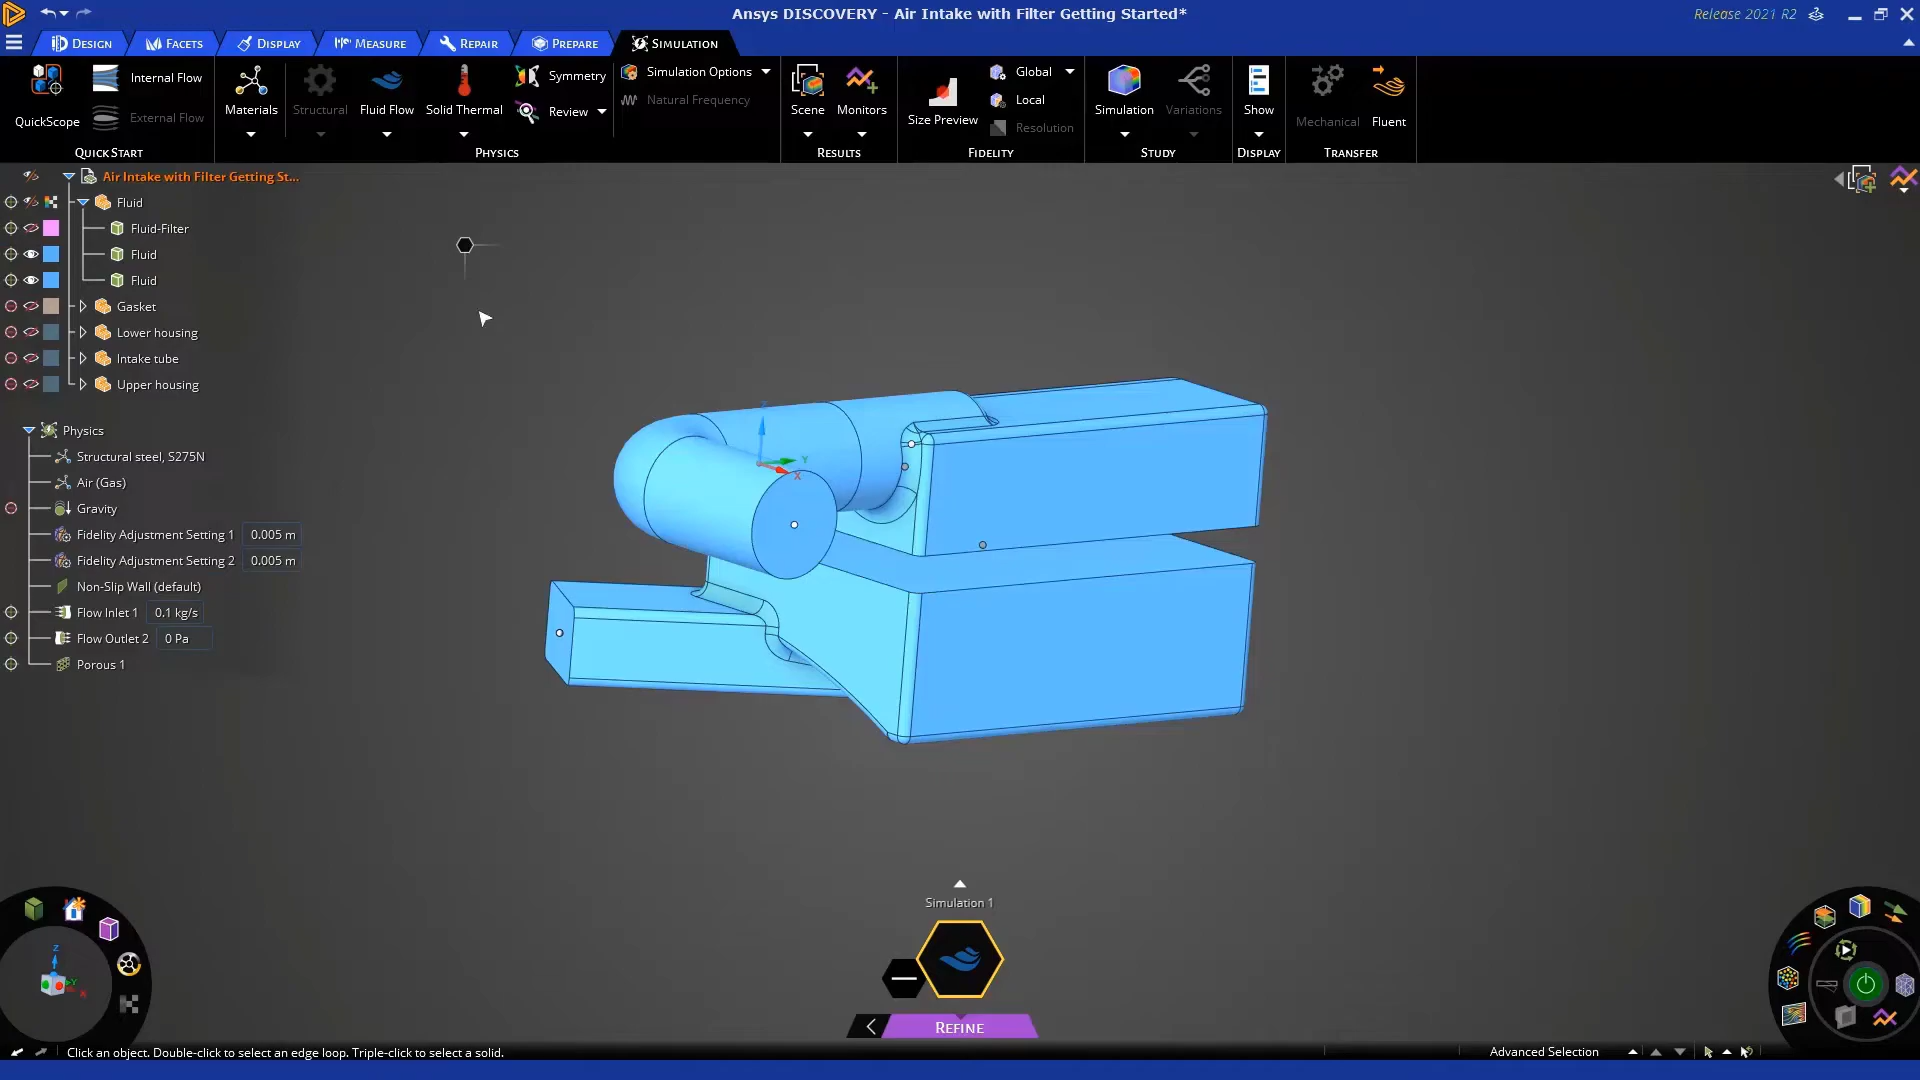 Ansys DISCOVERY - Air Intake with Filter Getting Started*
Release 2021 R2
DESIGN
FACETS
DISPLAY
MEASURE
REPAIR
PREPARE
SIMULATION
QuickScope
Internal Flow
External Flow
QUICK START
Materials
Structural
Fluid Flow
Solid Thermal
Symmetry
Review
Simulation Options
Natural Frequency
PHYSICS
Scene
Monitors
RESULTS
Size Preview
Global
Local
Resolution
FIDELITY
Simulation
Variations
STUDY
Show
DISPLAY
Mechanical
Fluent
TRANSFER
Air Intake with Filter Getting St...
Fluid
Fluid-Filter
Fluid
Fluid
Gasket
Lower housing
Intake tube
Upper housing
Physics
Structural steel, S275N
Air (Gas)
Gravity
Fidelity Adjustment Setting 1 0.005 m
Fidelity Adjustment Setting 2 0.005 m
Non-Slip Wall (default)
Flow Inlet 1 0.1 kg/s
Flow Outlet 2 0 Pa
Porous 1
Z
Y
X
Simulation 1
REFINE
Z
Y
X
Click an object. Double-click to select an edge loop. Triple-click to select a solid.
Advanced Selection